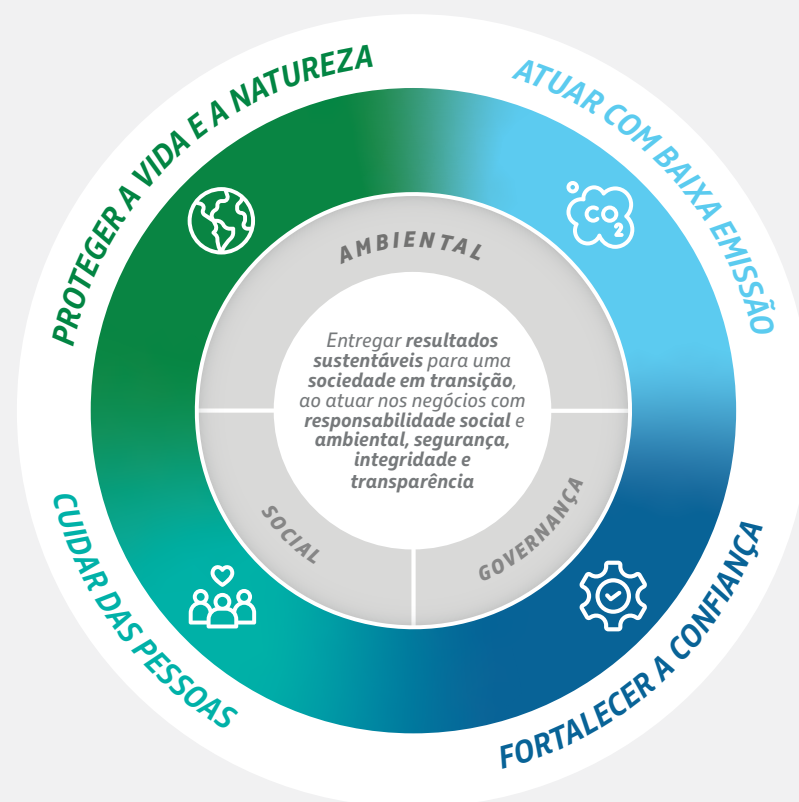 PROTEGER A VIDA E A NATUREZA
ATUAR COM BAIXA EMISSÃO
CO2
AMBIENTAL
Entregar resultados
sustentáveis para uma
sociedade em transição,
ao atuar nos negócios com
responsabilidade social e
ambiental, segurança,
integridade e
transparência
SOCIAL
GOVERNANÇA
CUIDAR DAS PESSOAS
FORTALECER A CONFIANÇA